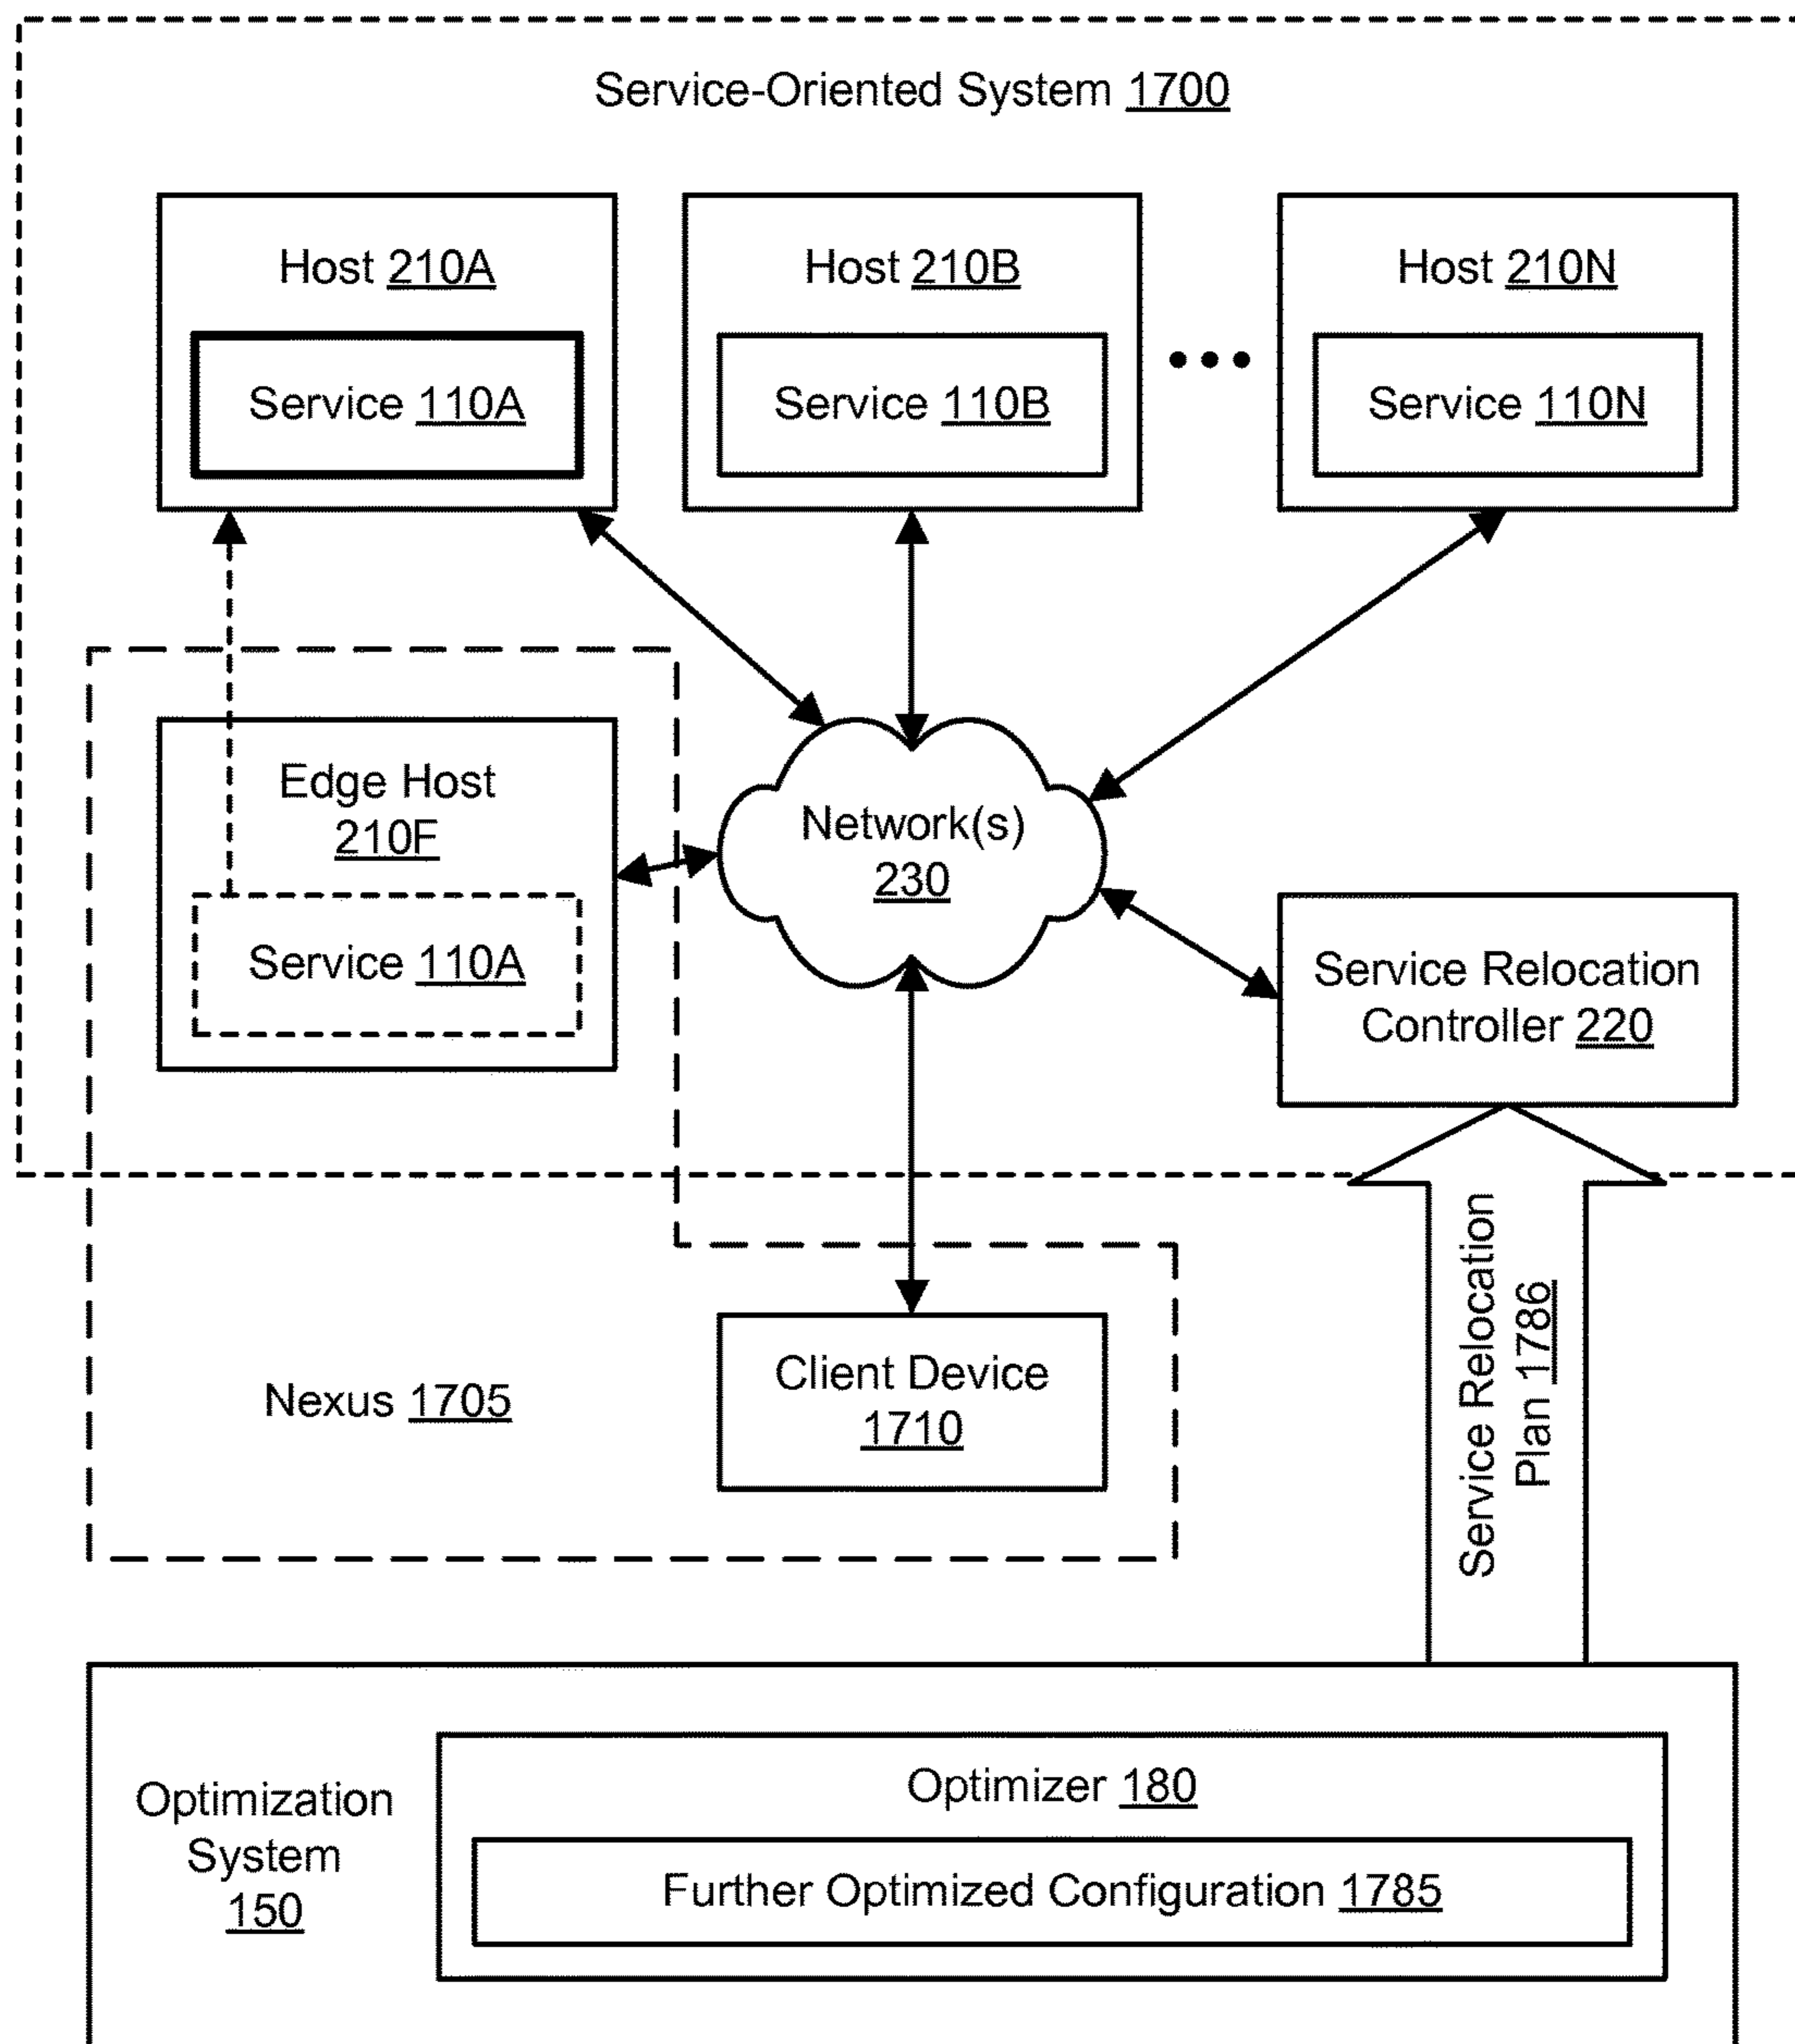 Service-Oriented System 1700
Host 210A
Host 210B
Host 210N
Service 110A
Service 110B
Service 110N
Edge Host
210F
Service 110A
Network(s)
230
Service Relocation
Controller 220
Nexus 1705
Client Device
1710
Service Relocation
Plan 1786
Optimization
System
150
Optimizer 180
Further Optimized Configuration 1785